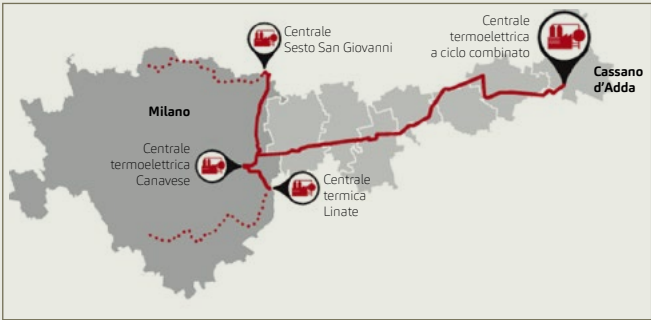 Centrale
Sesto San Giovanni
Centrale
termoelettrica
a ciclo combinato
Cassano
d'Adda
Milano
Centrale
termoelettrica
Canavese
Centrale
termica
Linate